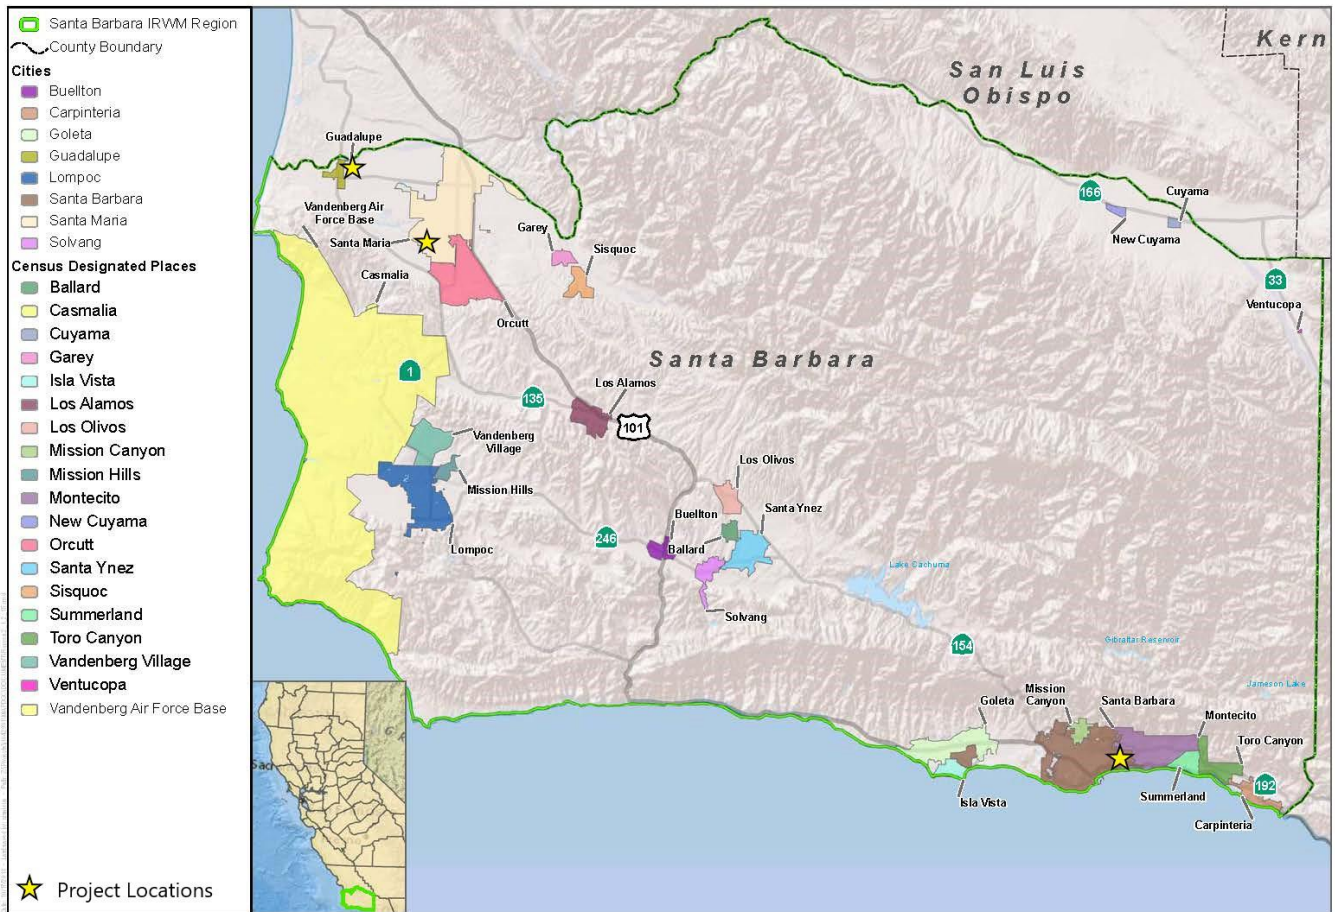 Santa Barbara IRWM Region
County Boundary
Cities
Buellton
Carpinteria
Goleta
Guadalupe
Lompoc
Santa Barbara
Santa Maria
Solvang
Census Designated Places
Ballard
Casmalia
Cuyama
Garey
Isla Vista
Los Alamos
Los Olivos
Mission Canyon
Mission Hills
Montecito
New Cuyama
Orcutt
Santa Ynez
Sisquoc
Summerland
Toro Canyon
Vandenberg Village
Ventucopa
Vandenberg Air Force Base
Project Locations
Kern
San Luis
Obispo
Guadalupe
166
Cuyama
Vandenberg Air
Force Base
Santa Maria
Garey
Sisquoc
New Cuyama
Casmalia
33
Ventucopa
Orcutt
Santa Barbara
1
135
Los Alamos
101
Vandenberg
Village
Mission Hills
Los Olivos
Buellton
Santa Ynez
246
Ballard
Lompoc
Lake Cachuma
Solvang
154
Gibraltar Reservoir
Jameson Lake
Goleta
Mission
Canyon
Santa Barbara
Montecito
Toro Canyon
192
Isla Vista
Summerland
Carpinteria
Sac